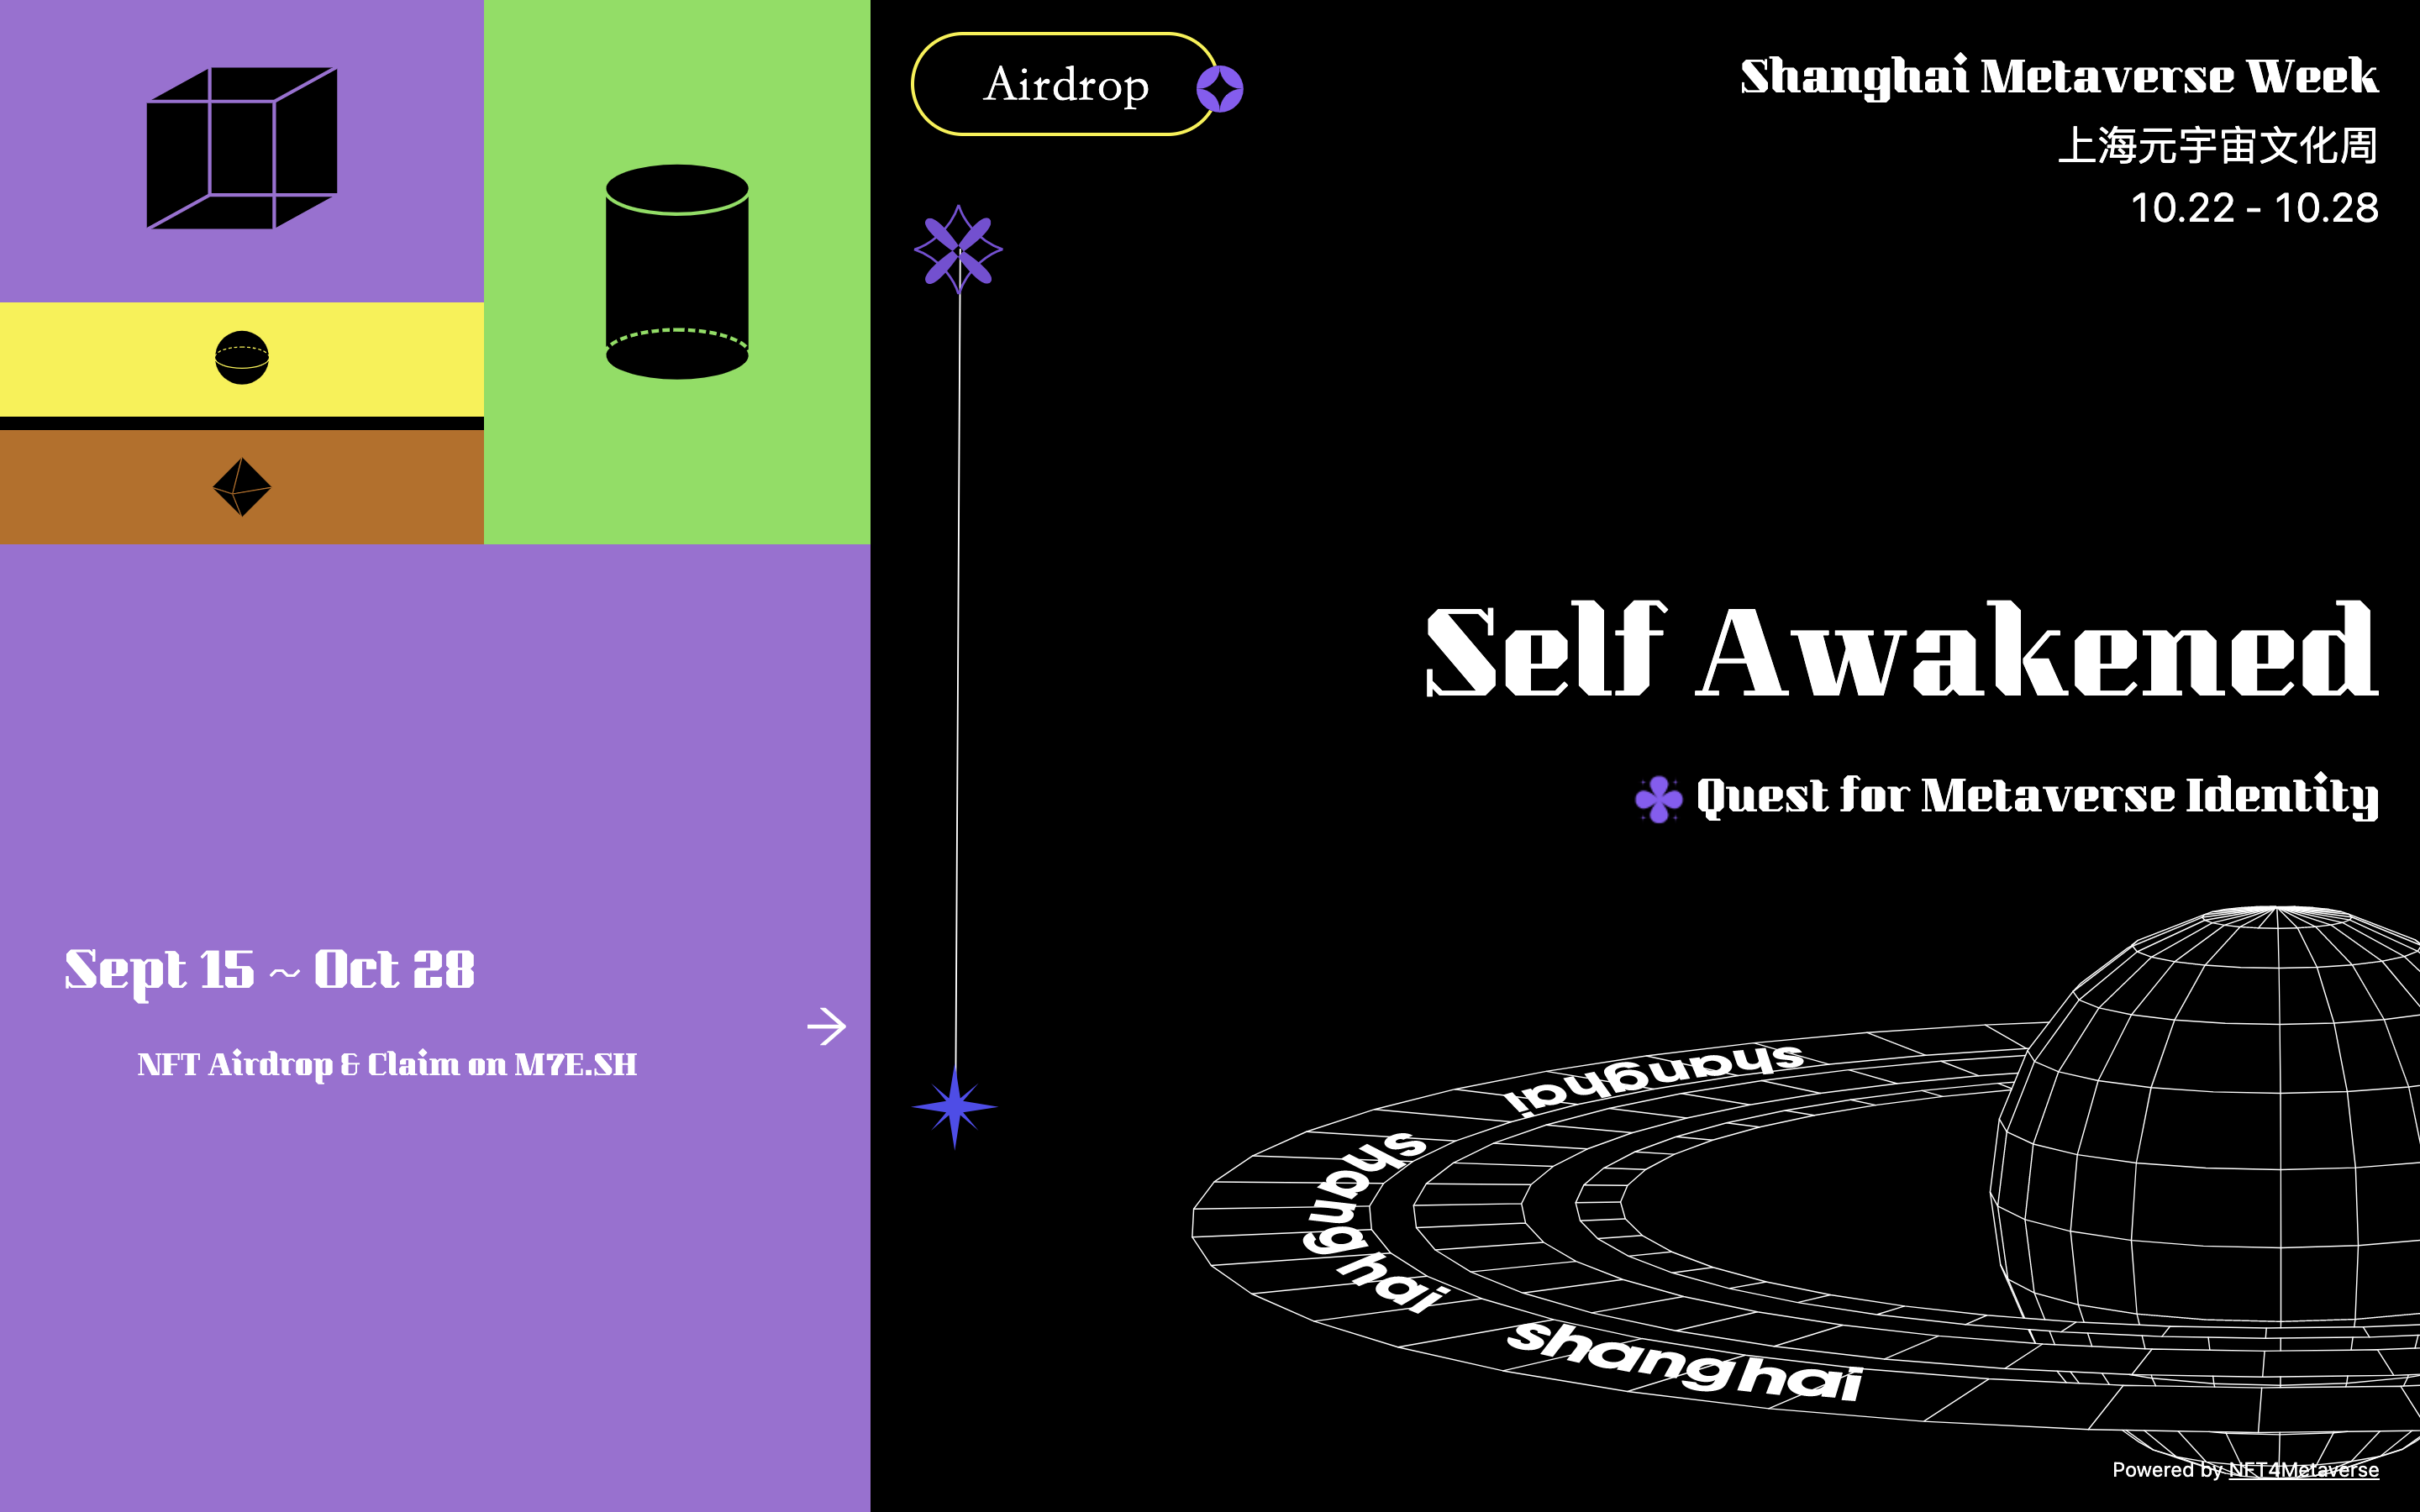 Airdrop
Shanghai Metaverse Week
上海元宇宙文化周
10.22 - 10.28
Self Awakened
Quest for Metaverse Identity
Sept 15 ~ Oct 28
NFT Airdrop & Claim on M7E.SH
shanghai
shanghai
shanghai
Powered by NFT4Metaverse